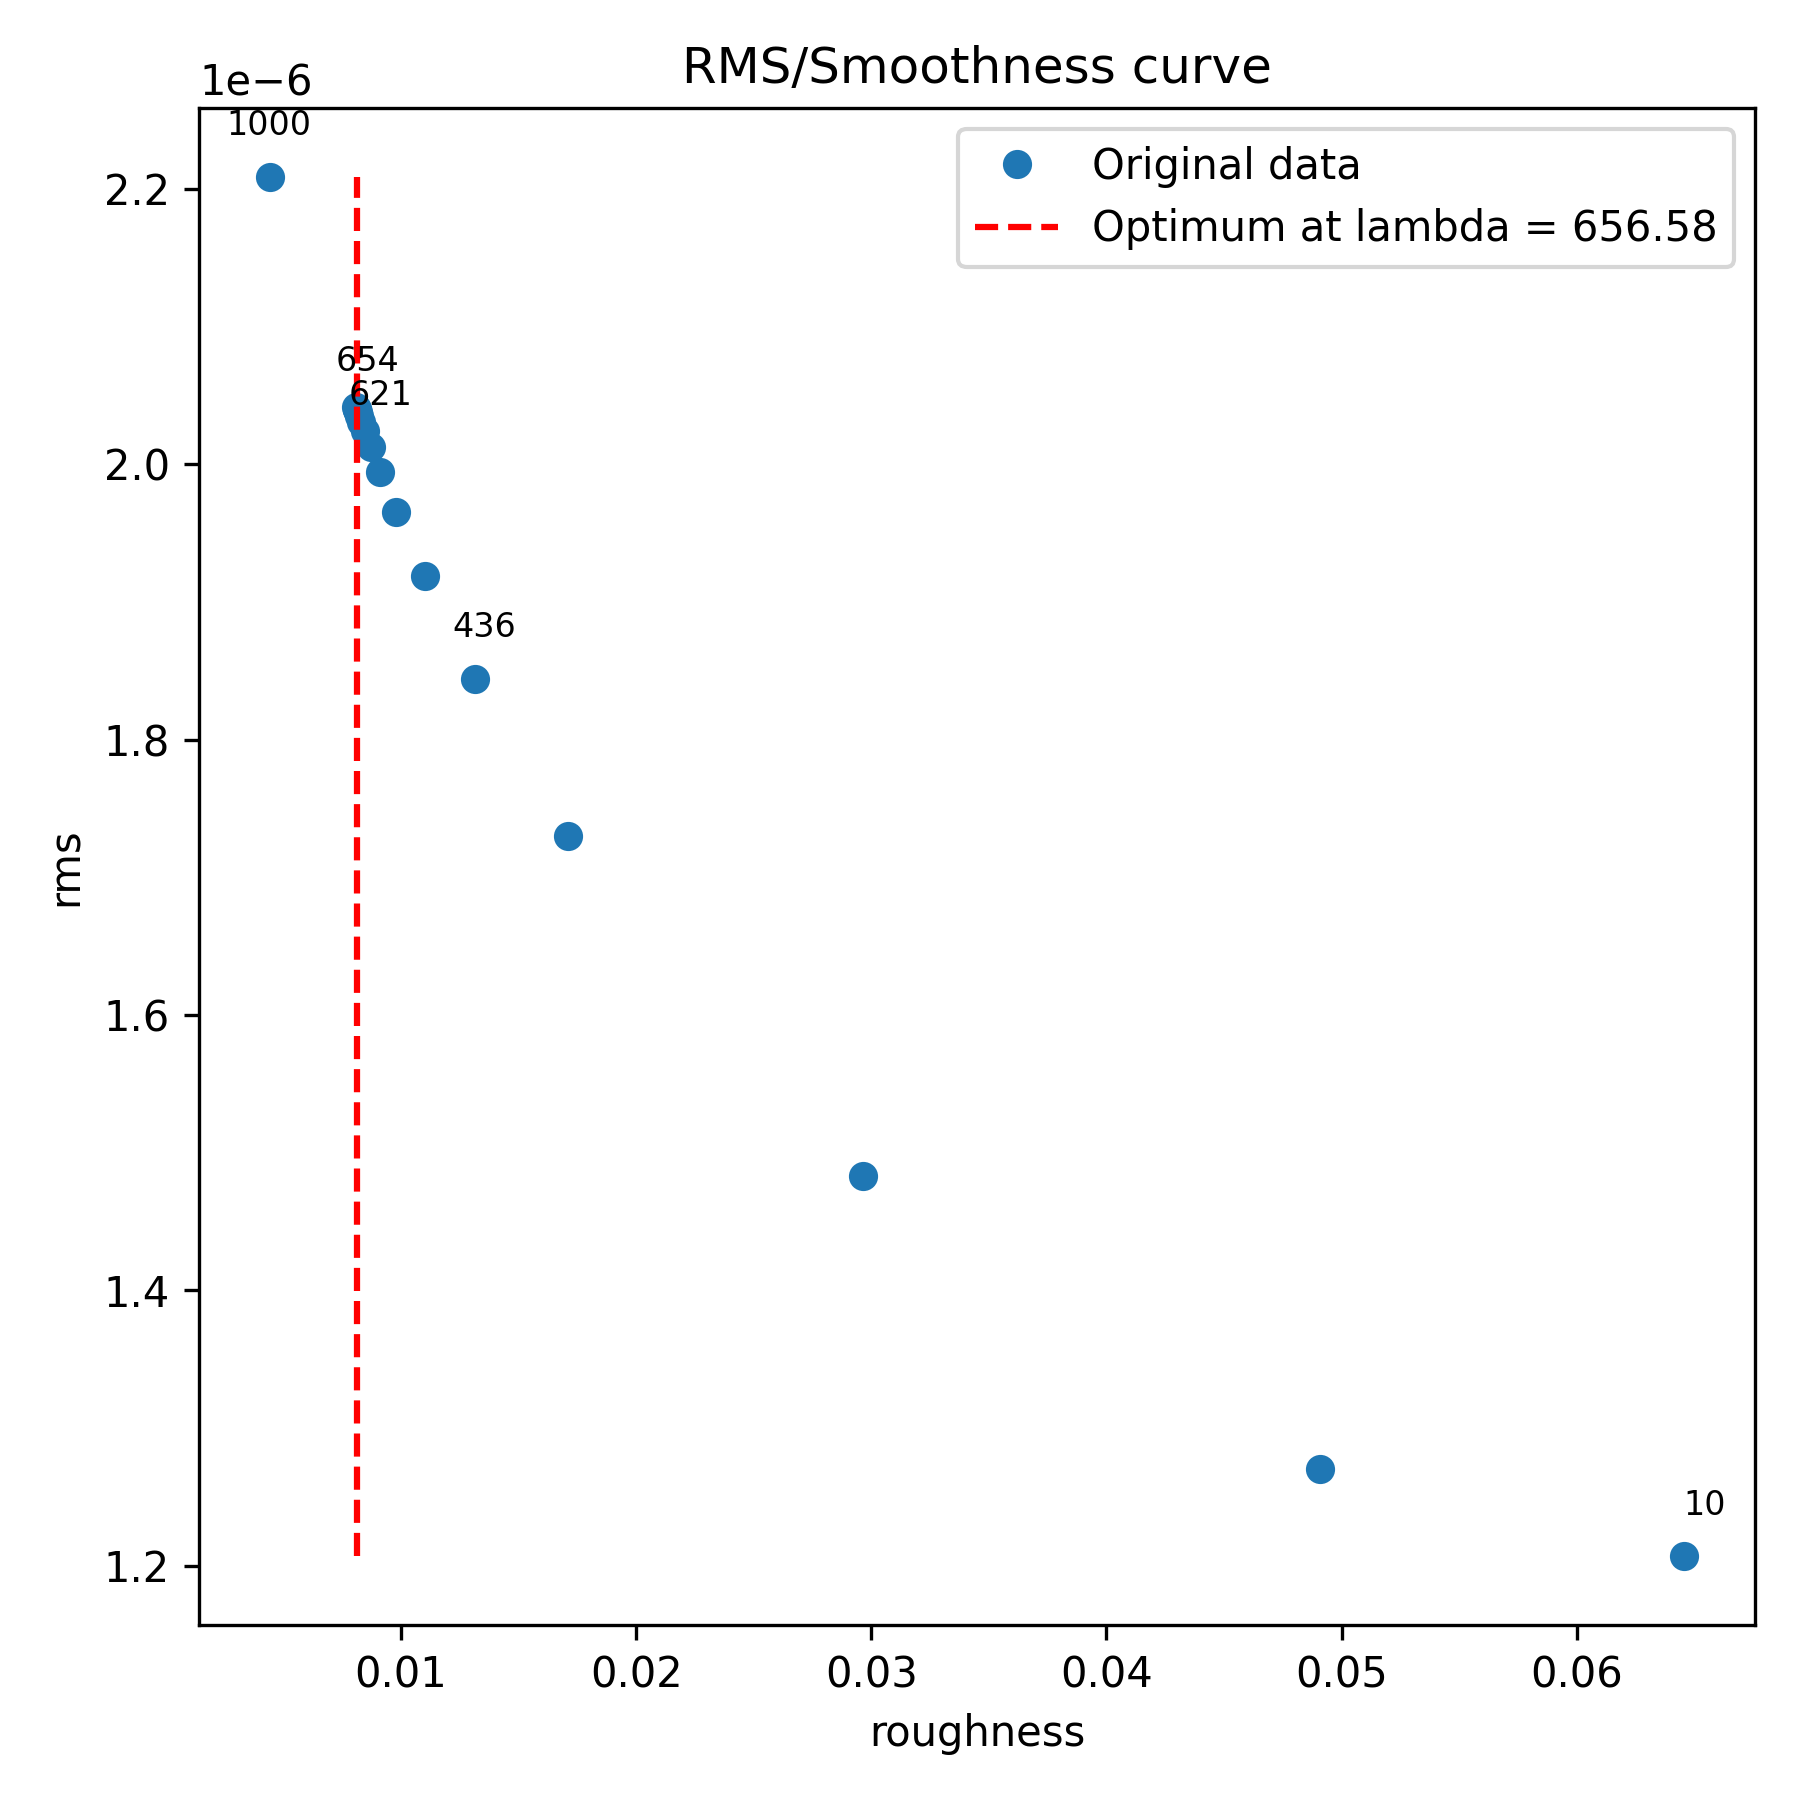 RMS/Smoothness curve
1e−6
1000
Original data
Optimum at lambda = 656.58
2.2
654
621
2.0
436
1.8
rms
1.6
1.4
10
1.2
0.01 0.02 0.03 0.04 0.05 0.06
roughness